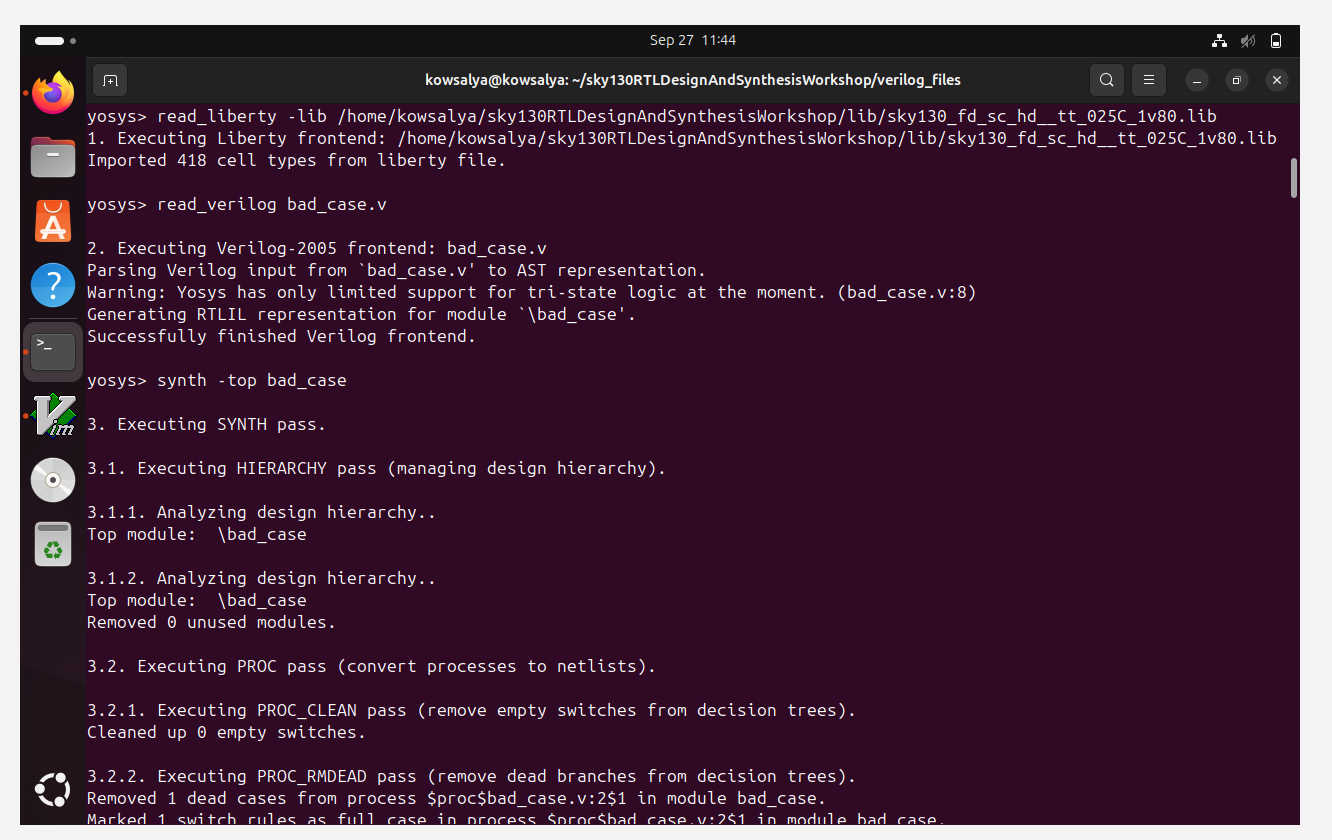 Sep 27 11:44
kowsalya@kowsalya: ~/sky130RTLDesignAndSynthesisWorkshop/verilog_files
yosys> read_liberty -lib /home/kowsalya/sky130RTLDesignAndSynthesisWorkshop/lib/sky130_fd_sc_hd__tt_025C_1v80.lib
1. Executing Liberty frontend: /home/kowsalya/sky130RTLDesignAndSynthesisWorkshop/lib/sky130_fd_sc_hd__tt_025C_1v80.lib
Imported 418 cell types from liberty file.
yosys> read_verilog bad_case.v
2. Executing Verilog-2005 frontend: bad_case.v
Parsing Verilog input from `bad_case.v' to AST representation.
Warning: Yosys has only limited support for tri-state logic at the moment. (bad_case.v:8)
Generating RTLIL representation for module `\bad_case'.
Successfully finished Verilog frontend.
yosys> synth -top bad_case
3. Executing SYNTH pass.
3.1. Executing HIERARCHY pass (managing design hierarchy).
3.1.1. Analyzing design hierarchy..
Top module:  \bad_case
3.1.2. Analyzing design hierarchy..
Top module:  \bad_case
Removed 0 unused modules.
3.2. Executing PROC pass (convert processes to netlists).
3.2.1. Executing PROC_CLEAN pass (remove empty switches from decision trees).
Cleaned up 0 empty switches.
3.2.2. Executing PROC_RMDEAD pass (remove dead branches from decision trees).
Removed 1 dead cases from process $proc$bad_case.v:2$1 in module bad_case.
Marked 1 switch rules as full_case in process $proc$bad_case.v:2$1 in module bad_case.